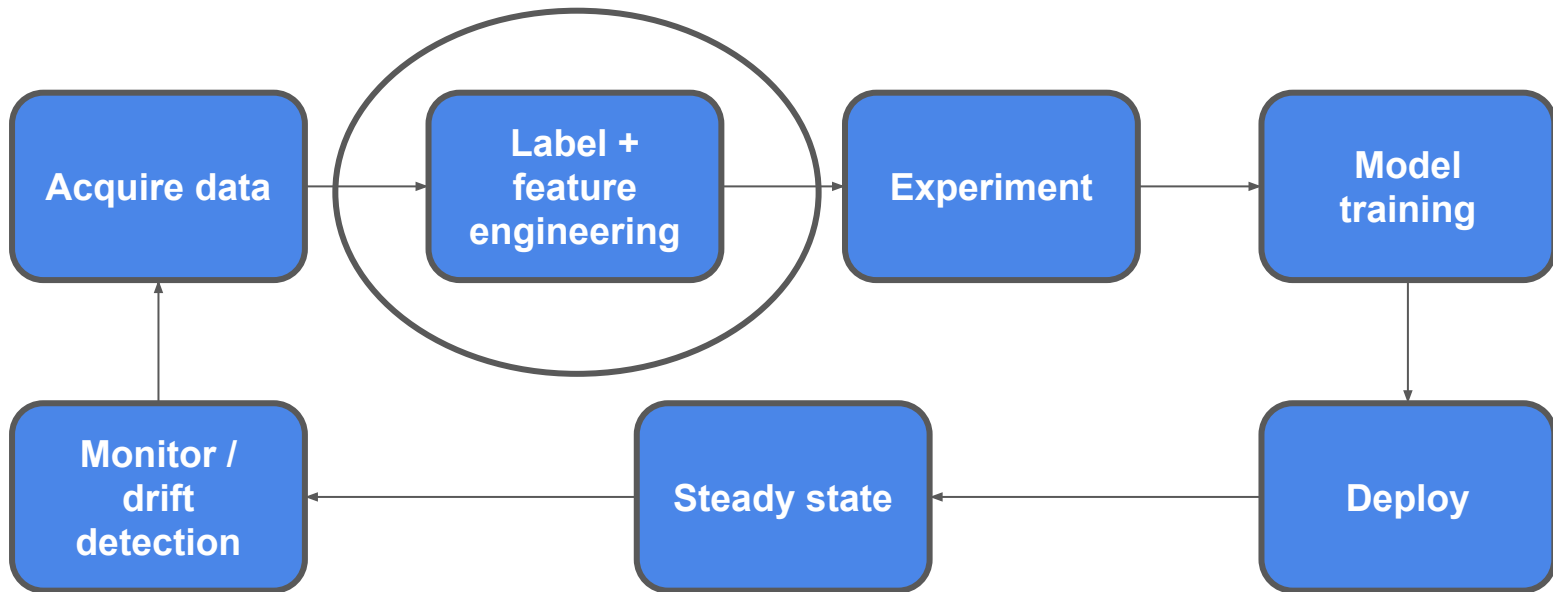 Acquire data
Label +
feature
engineering
Experiment
Model
training
Monitor /
drift
detection
Steady state
Deploy